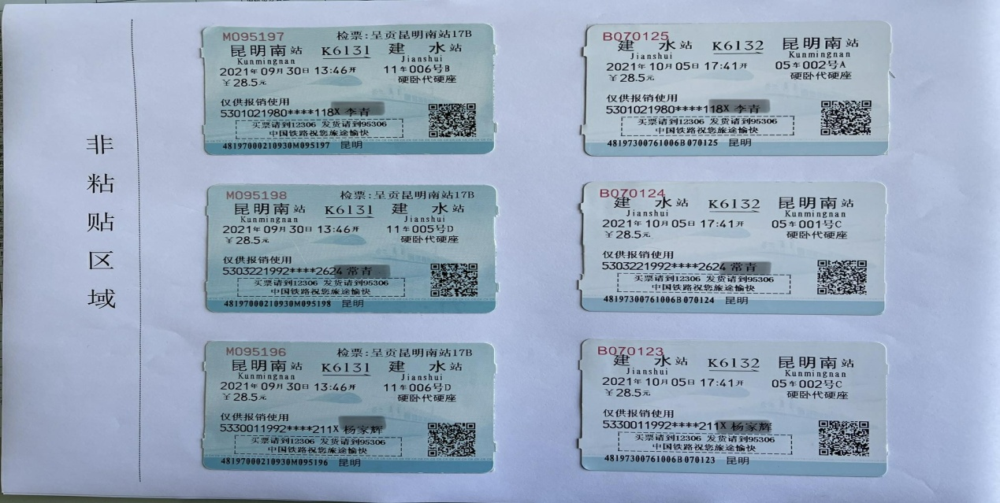 非粘贴区域
M095197 检票:呈贡昆明南站17B
昆明南站 K6131 建水站
Kunmingnan Jianshui
2021年09月30日 13:46开 11车006号B
￥28.5元 硬卧代硬座
仅供报销使用
5301021980****118X 李青
买票请到12306 发货请到95306
中国铁路祝您旅途愉快
48197000210930M095197 昆明
B070125
建水站 K6132 昆明南站
Jianshui Kunmingnan
2021年10月05日 17:41开 05车002号A
￥28.5元 硬卧代硬座
仅供报销使用
5301021980****118X 李青
买票请到12306 发货请到95306
中国铁路祝您旅途愉快
48197300761006B070125 昆明
M095198 检票:呈贡昆明南站17B
昆明南站 K6131 建水站
Kunmingnan Jianshui
2021年09月30日 13:46开 11车005号D
￥28.5元 硬卧代硬座
仅供报销使用
5303221992****2624 常青
买票请到12306 发货请到95306
中国铁路祝您旅途愉快
48197000210930M095198 昆明
B070124
建水站 K6132 昆明南站
Jianshui Kunmingnan
2021年10月05日 17:41开 05车001号C
￥28.5元 硬卧代硬座
仅供报销使用
5303221992****2624 常青
买票请到12306 发货请到95306
中国铁路祝您旅途愉快
48197300761006B070124 昆明
M095196 检票:呈贡昆明南站17B
昆明南站 K6131 建水站
Kunmingnan Jianshui
2021年09月30日 13:46开 11车006号D
￥28.5元 硬卧代硬座
仅供报销使用
5330011992****211X 杨家辉
买票请到12306 发货请到95306
中国铁路祝您旅途愉快
48197000210930M095196 昆明
B070123
建水站 K6132 昆明南站
Jianshui Kunmingnan
2021年10月05日 17:41开 05车002号C
￥28.5元 硬卧代硬座
仅供报销使用
5330011992****211X 杨家辉
买票请到12306 发货请到95306
中国铁路祝您旅途愉快
48197300761006B070123 昆明